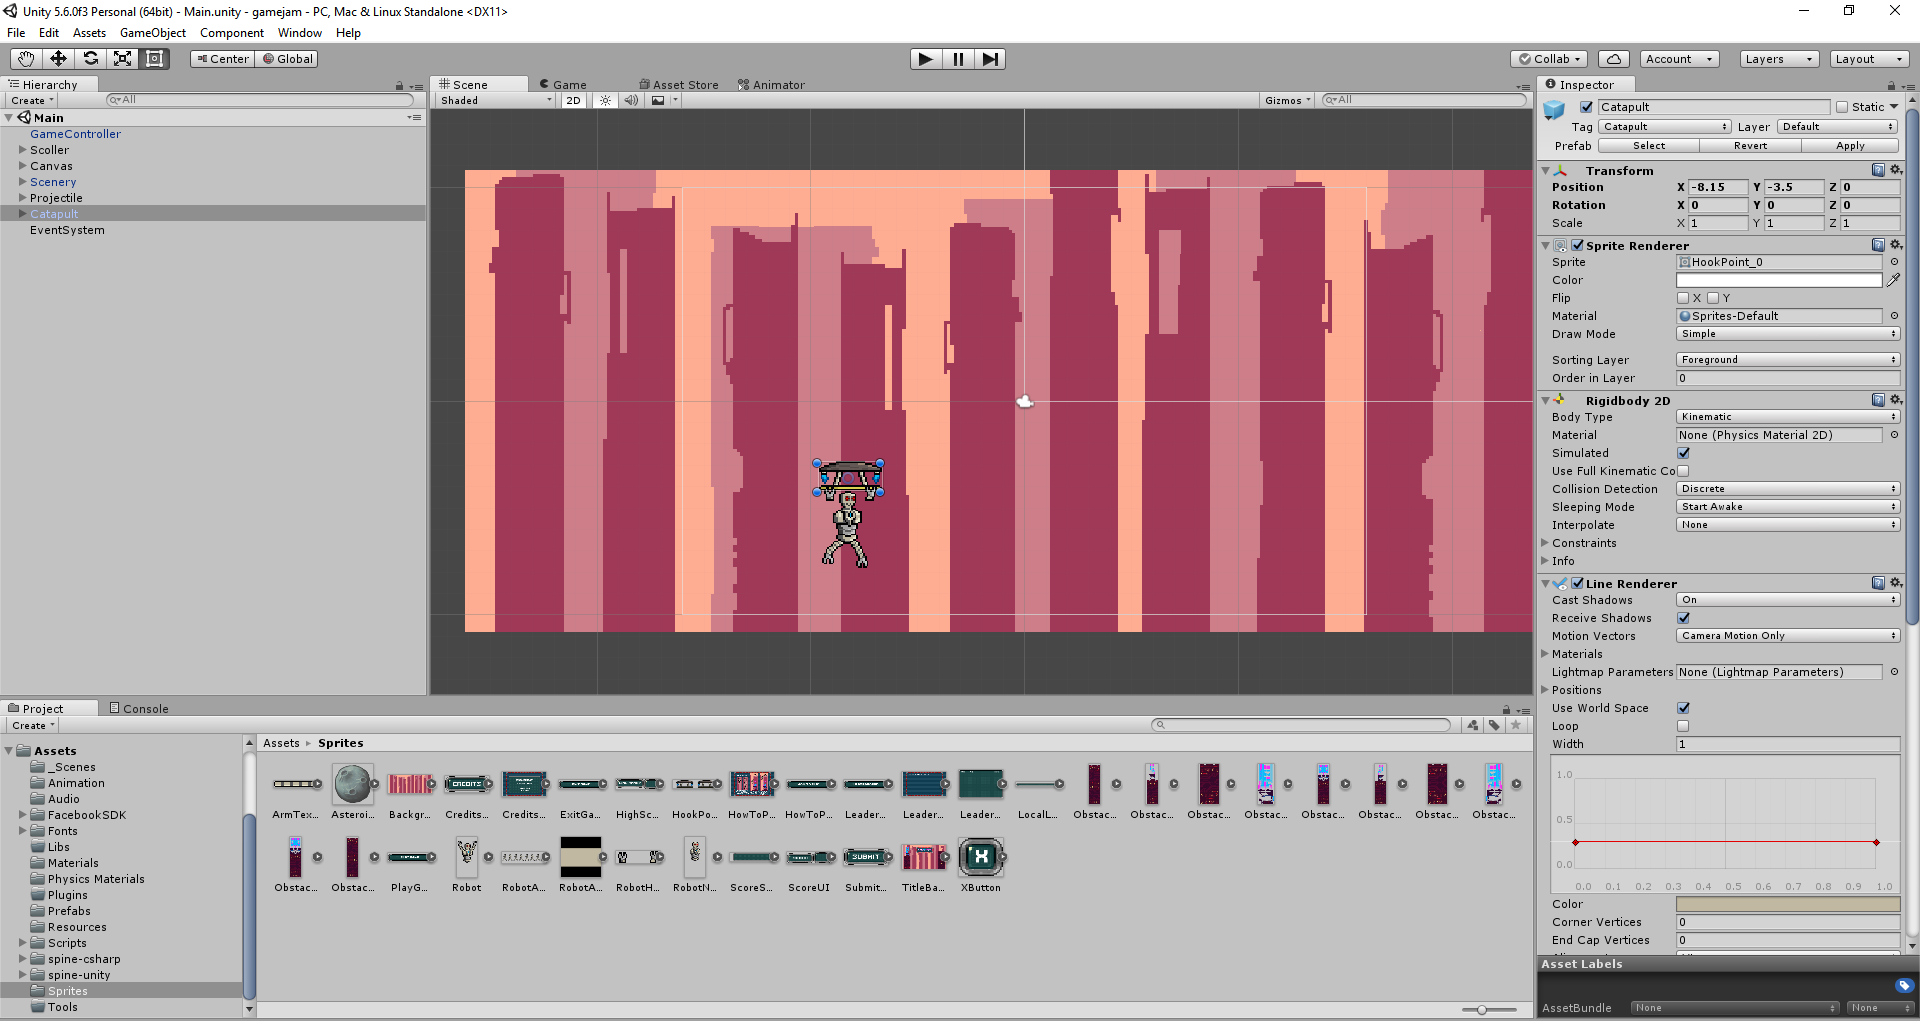 Unity 5.6.0f3 Personal (64bit) - Main.unity - gamejam - PC, Mac & Linux Standalone <DX11>
File Edit Assets GameObject Component Window Help
Center Global Collab Account Layers Layout
Hierarchy
Create All
Main
GameController
Scoller
Canvas
Scenery
Projectile
Catapult
EventSystem
Scene Game Asset Store Animator
Shaded 2D Gizmos All
Inspector
Catapult Static
Tag Catapult Layer Default
Prefab Select Revert Apply
Transform
Position X -8.15 Y -3.5 Z 0
Rotation X 0 Y 0 Z 0
Scale X 1 Y 1 Z 1
Sprite Renderer
Sprite HookPoint_0
Color
Flip X Y
Material Sprites-Default
Draw Mode Simple
Sorting Layer Foreground
Order in Layer 0
Rigidbody 2D
Body Type Kinematic
Material None (Physics Material 2D)
Simulated
Use Full Kinematic Co
Collision Detection Discrete
Sleeping Mode Start Awake
Interpolate None
Constraints
Info
Line Renderer
Cast Shadows On
Receive Shadows
Motion Vectors Camera Motion Only
Materials
Lightmap Parameters None (Lightmap Parameters)
Positions
Use World Space
Loop
Width 1
1.0
0.5
0.0
0.0 0.1 0.2 0.3 0.4 0.5 0.6 0.7 0.8 0.9 1.0
Color
Corner Vertices 0
End Cap Vertices 0
Asset Labels
AssetBundle None None
Project Console
Create
Assets
_Scenes
Animation
Audio
FacebookSDK
Fonts
Libs
Materials
Physics Materials
Plugins
Prefabs
Resources
Scripts
spine-csharp
spine-unity
Sprites
Tools
Assets Sprites
CREDITS
ArmTex... Asteroi... Backgr... Credits... Credits... ExitGa... HighSc... HookPo... HowToP... HowToP... Leader... Leader... Leader... LocalL... Obstac... Obstac... Obstac... Obstac... Obstac... Obstac... Obstac... Obstac...
SUBMIT X
Obstac... Obstac... PlayG... Robot RobotA... RobotA... RobotH... RobotN... ScoreS... ScoreUI Submit... TitleBa... XButton